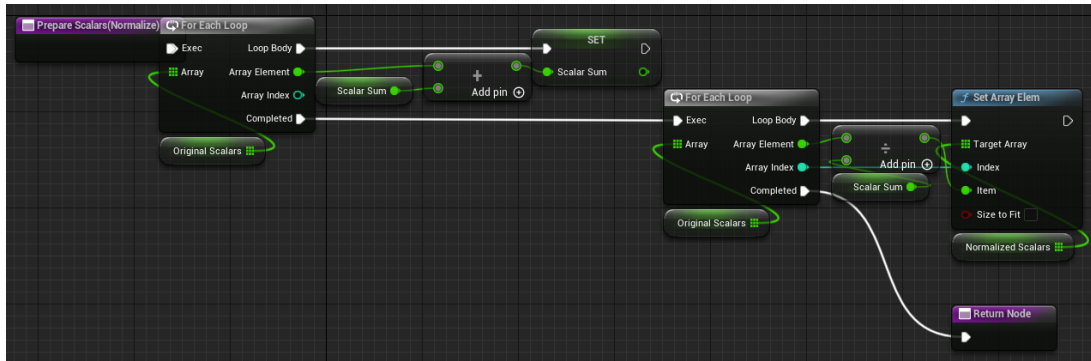 Prepare Scalars(Normalize)
For Each Loop
Exec
Loop Body
Array
Array Element
Array Index
Completed
Original Scalars
Scalar Sum
+
Add pin
SET
Scalar Sum
For Each Loop
Exec
Loop Body
Array
Array Element
Array Index
Completed
Original Scalars
÷
Add pin
Scalar Sum
f Set Array Elem
Target Array
Index
Item
Size to Fit
Normalized Scalars
Return Node